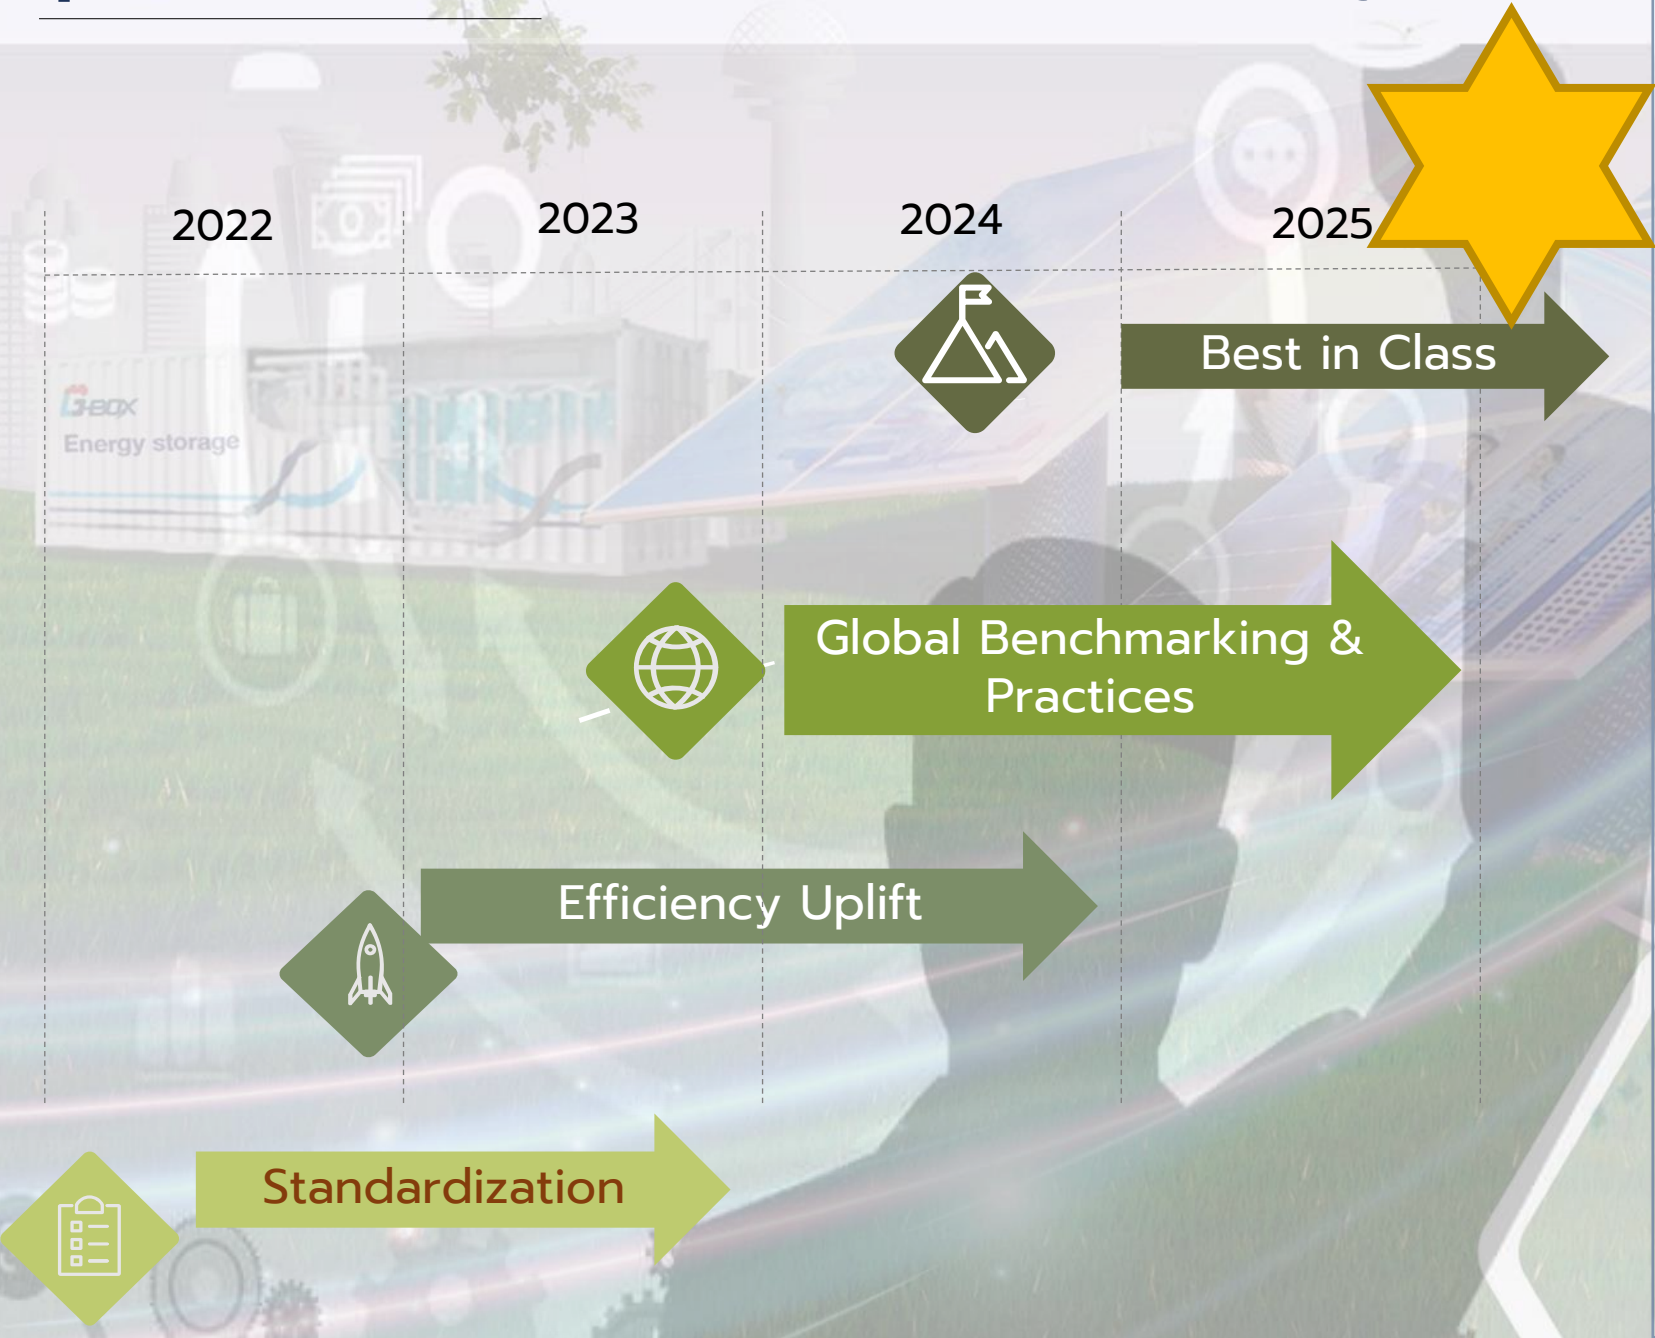 2022
2023
2024
2025
Best in Class
Energy storage
Global Benchmarking &
Practices
Efficiency Uplift
Standardization